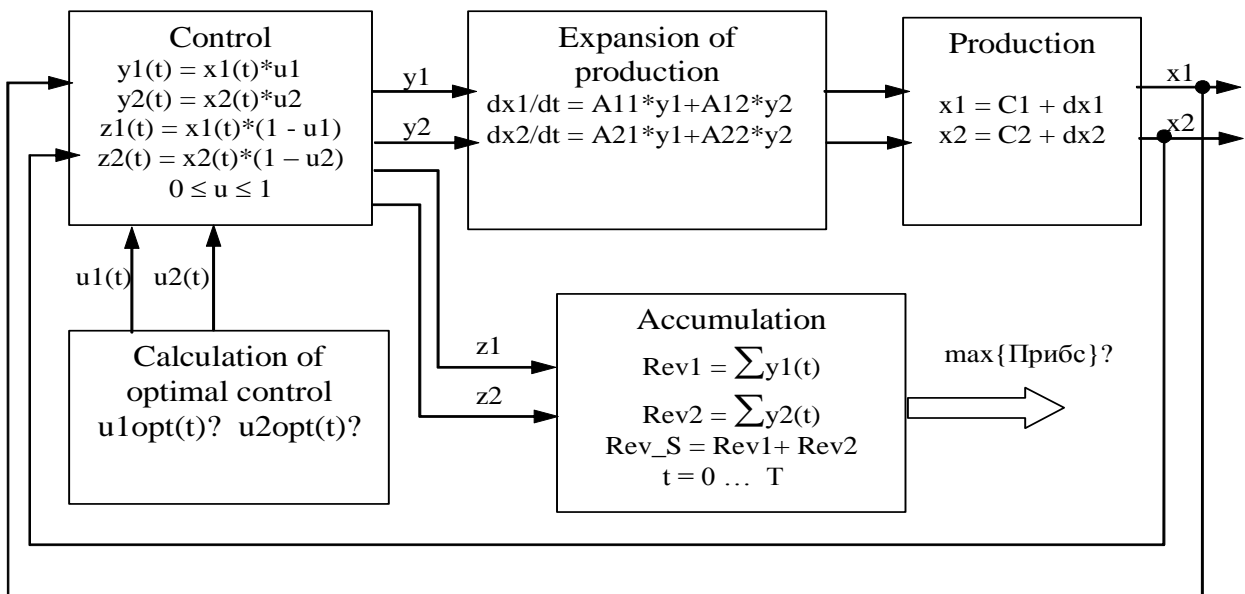 Control
y1(t) = x1(t)*u1
y2(t) = x2(t)*u2
z1(t) = x1(t)*(1 - u1)
z2(t) = x2(t)*(1 – u2)
0 ≤ u ≤ 1
y1
y2
Expansion of
production
dx1/dt = A11*y1+A12*y2
dx2/dt = A21*y1+A22*y2
Production
x1 = C1 + dx1
x2 = C2 + dx2
x1
x2
u1(t)
u2(t)
Calculation of
optimal control
u1opt(t)? u2opt(t)?
z1
z2
Accumulation
Rev1 = ∑y1(t)
Rev2 = ∑y2(t)
Rev_S = Rev1+ Rev2
t = 0 … T
max{Прибс}?